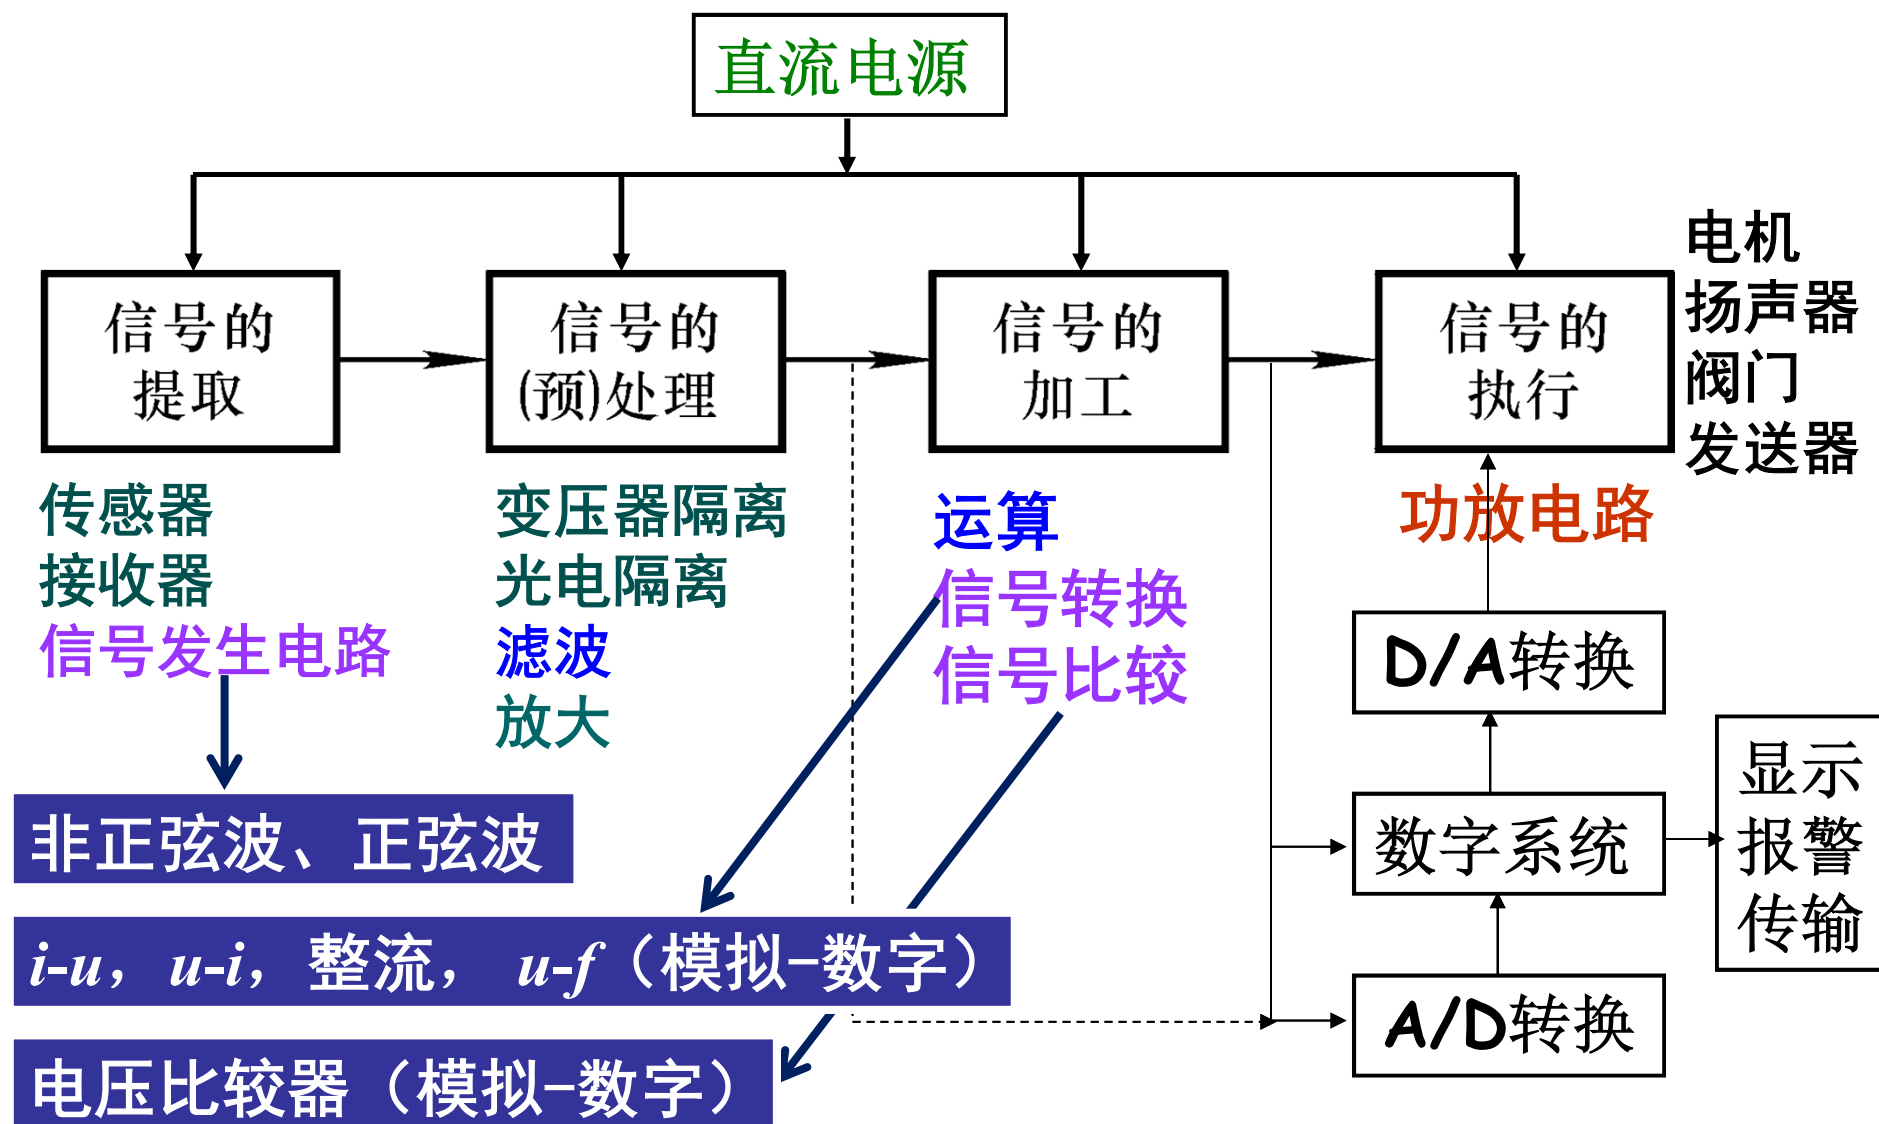 直流电源
信号的
提取
信号的
(预)处理
信号的
加工
信号的
执行
电机
扬声器
阀门
发送器
传感器
接收器
信号发生电路
变压器隔离
光电隔离
滤波
放大
运算
信号转换
信号比较
功放电路
D/A转换
数字系统
A/D转换
显示
报警
传输
非正弦波、正弦波
i-u，u-i，整流， u-f（模拟-数字）
电压比较器（模拟-数字）